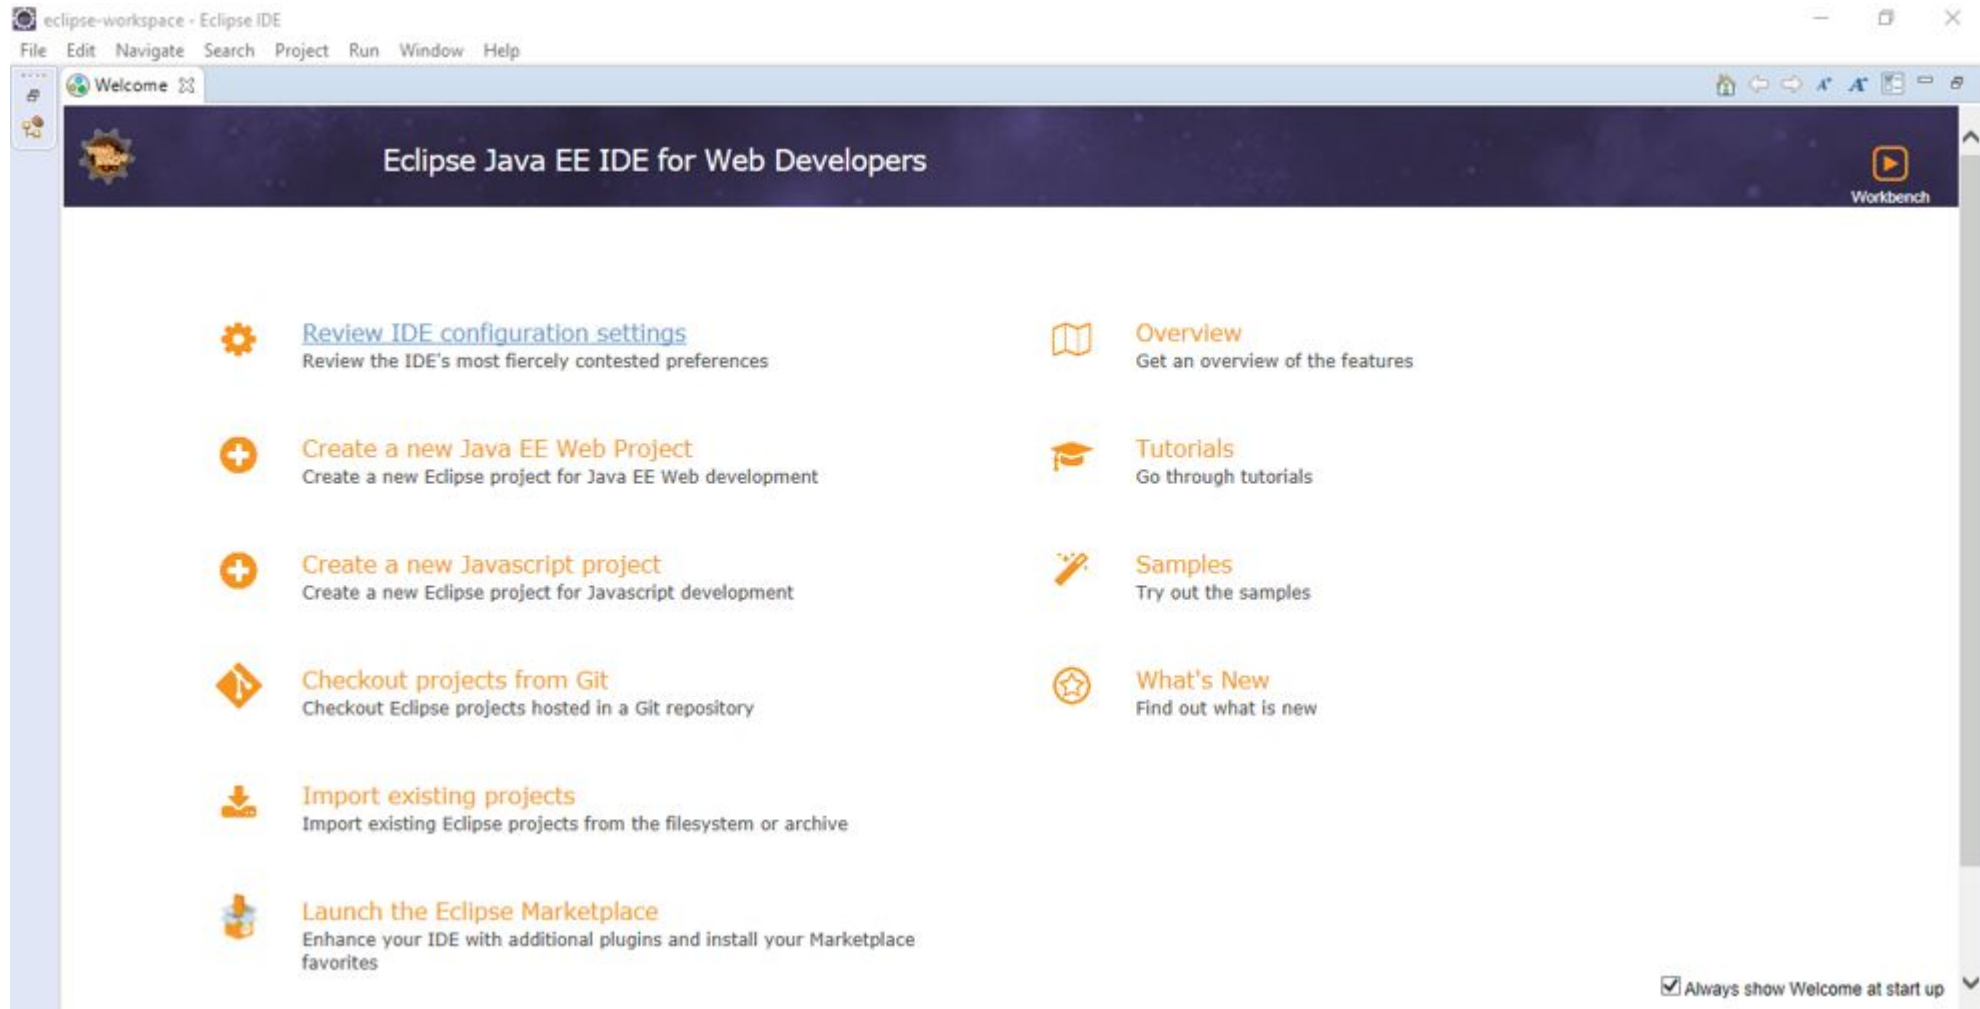 eclipse-workspace - Eclipse IDE
File Edit Navigate Search Project Run Window Help
Welcome
Eclipse Java EE IDE for Web Developers
Workbench
Review IDE configuration settings
Review the IDE's most fiercely contested preferences
Overview
Get an overview of the features
Create a new Java EE Web Project
Create a new Eclipse project for Java EE Web development
Tutorials
Go through tutorials
Create a new Javascript project
Create a new Eclipse project for Javascript development
Samples
Try out the samples
Checkout projects from Git
Checkout Eclipse projects hosted in a Git repository
What's New
Find out what is new
Import existing projects
Import existing Eclipse projects from the filesystem or archive
Launch the Eclipse Marketplace
Enhance your IDE with additional plugins and install your Marketplace
favorites
Always show Welcome at start up